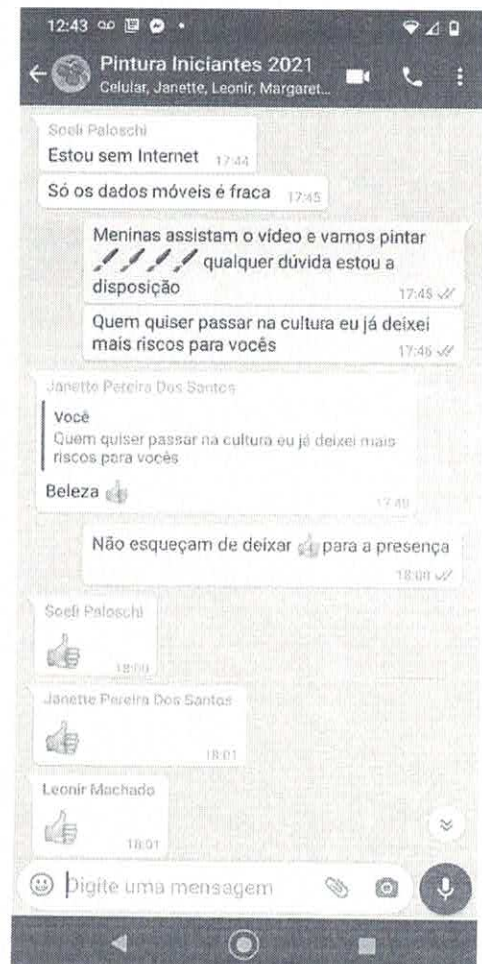 12:43
Pintura Iniciantes 2021
Celular, Janette, Leonir, Margaret...
Soeli Paloschi
Estou sem Internet 17:44
Só os dados móveis é fraca 17:45
Meninas assistam o vídeo e vamos pintar
🖌🖌🖌🖌 qualquer dúvida estou a
disposição 17:45
Quem quiser passar na cultura eu já deixei
mais riscos para vocês 17:46
Janette Pereira Dos Santos
Você
Quem quiser passar na cultura eu já deixei mais
riscos para vocês
Beleza 👍
Não esqueçam de deixar 👍 para a presença
18:00
Soeli Paloschi
👍 18:00
Janette Pereira Dos Santos
👍 18:01
Leonir Machado
👍 18:01
Digite uma mensagem